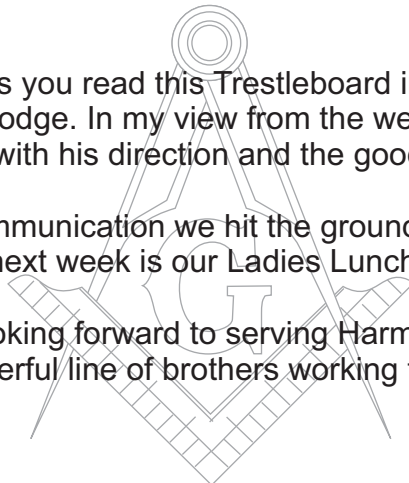 s you read this Trestleboard i
odge. In my view from the we
with his direction and the good
mmunication we hit the ground
next week is our Ladies Lunch
oking forward to serving Harm
erful line of brothers working
G